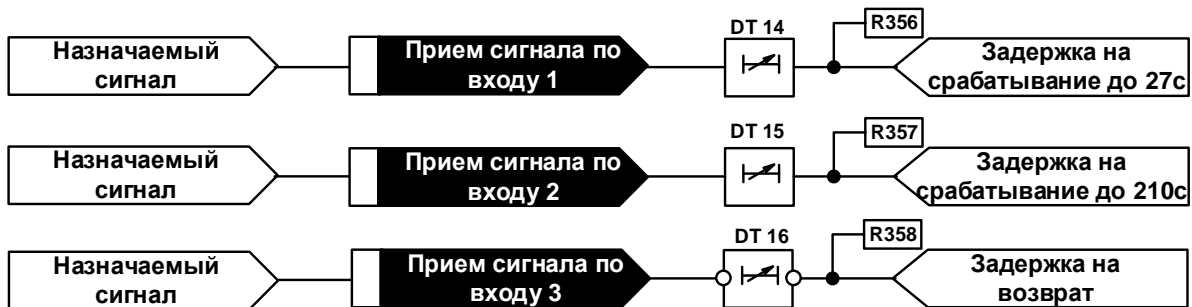 DT 14
R356
Назначаемый
сигнал
Прием сигнала по
входу 1
Задержка на
срабатывание до 27с
DT 15
R357
Назначаемый
сигнал
Прием сигнала по
входу 2
Задержка на
срабатывание до 210с
DT 16
R358
Назначаемый
сигнал
Прием сигнала по
входу 3
Задержка на
возврат